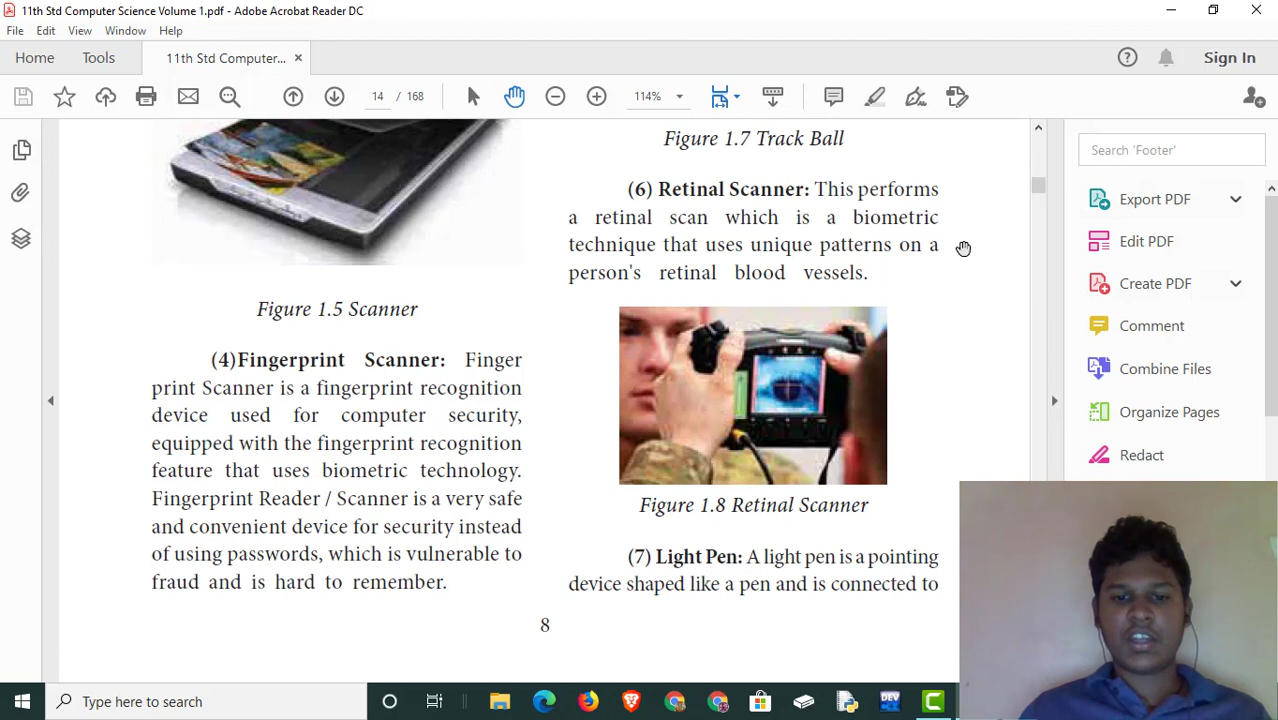 11th Std Computer Science Volume 1.pdf - Adobe Acrobat Reader DC
File Edit View Window Help
Home Tools 11th Std Computer... ×
Sign In
14 / 168 114%
Figure 1.7 Track Ball
(6) Retinal Scanner: This performs
a retinal scan which is a biometric
technique that uses unique patterns on a
person's retinal blood vessels.
Figure 1.8 Retinal Scanner
(7) Light Pen: A light pen is a pointing
device shaped like a pen and is connected to
Figure 1.5 Scanner
(4)Fingerprint Scanner: Finger
print Scanner is a fingerprint recognition
device used for computer security,
equipped with the fingerprint recognition
feature that uses biometric technology.
Fingerprint Reader / Scanner is a very safe
and convenient device for security instead
of using passwords, which is vulnerable to
fraud and is hard to remember.
8
Search 'Footer'
Export PDF
Edit PDF
Create PDF
Comment
Combine Files
Organize Pages
Redact
Type here to search
DEV